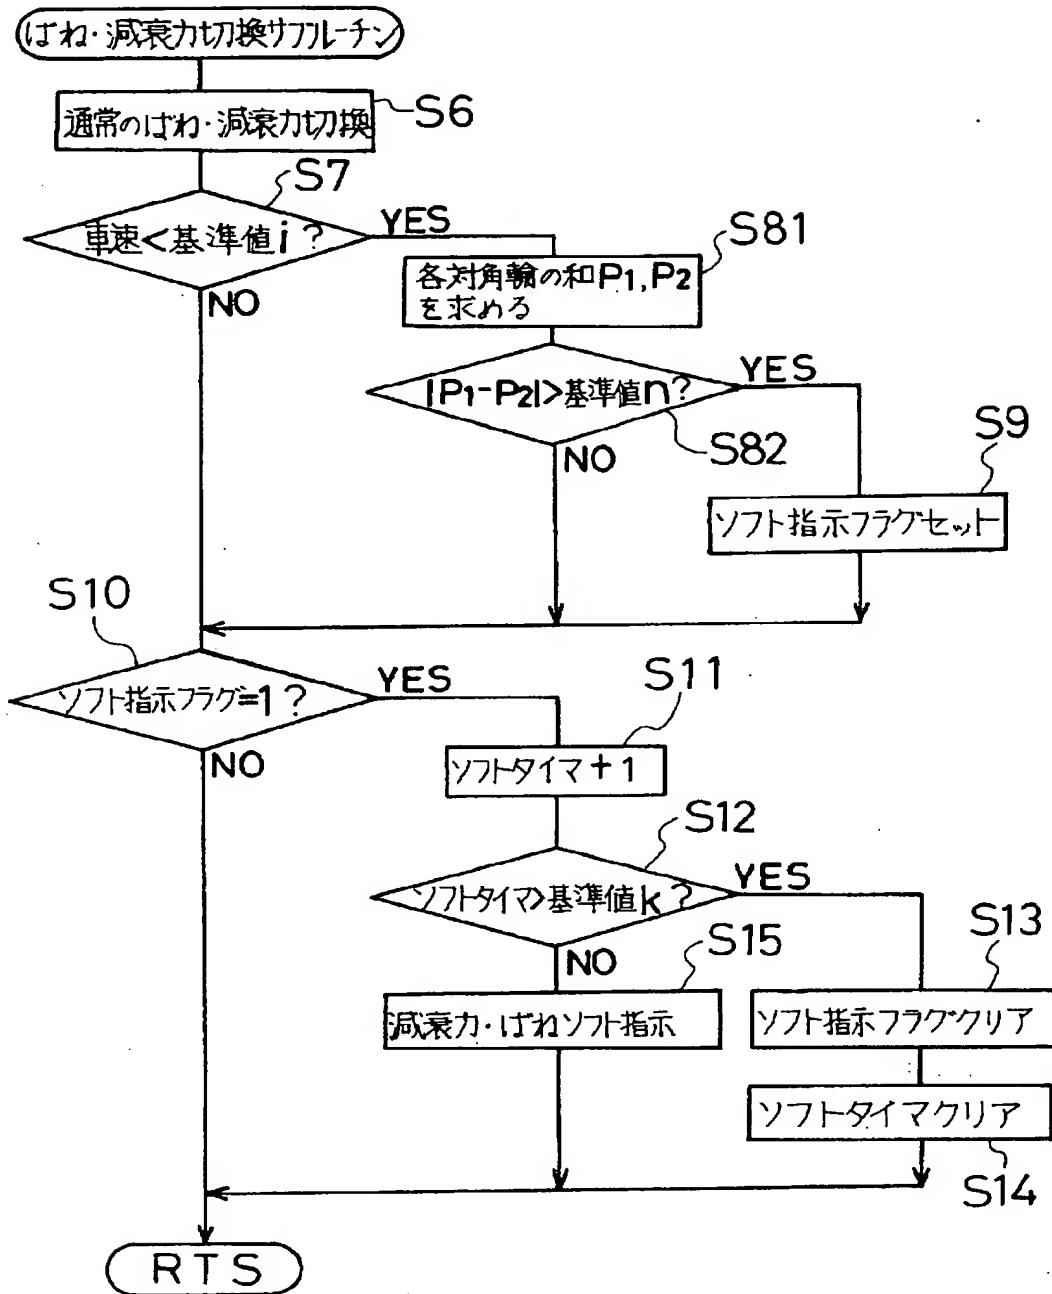 ばね・減衰力切換サブルーチン
通常のばね・減衰力切換
S6
S7
車速<基準値i?
YES
NO
S81
各対角輪の和P1,P2
を求める
|P1-P2|>基準値n?
YES
S82
NO
S9
ソフト指示フラグセット
S10
ソフト指示フラグ=1?
YES
NO
S11
ソフトタイマ+1
S12
ソフトタイマ>基準値k?
YES
NO
S15
減衰力・ばねソフト指示
S13
ソフト指示フラグクリア
ソフトタイマクリア
S14
RTS